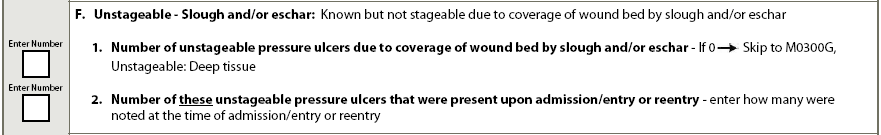 F. Unstageable - Slough and/or eschar: Known but not stageable due to coverage of wound bed by slough and/or eschar
Enter Number
1. Number of unstageable pressure ulcers due to coverage of wound bed by slough and/or eschar - If 0 → Skip to M0300G,
Unstageable: Deep tissue
Enter Number
2. Number of these unstageable pressure ulcers that were present upon admission/entry or reentry - enter how many were
noted at the time of admission/entry or reentry